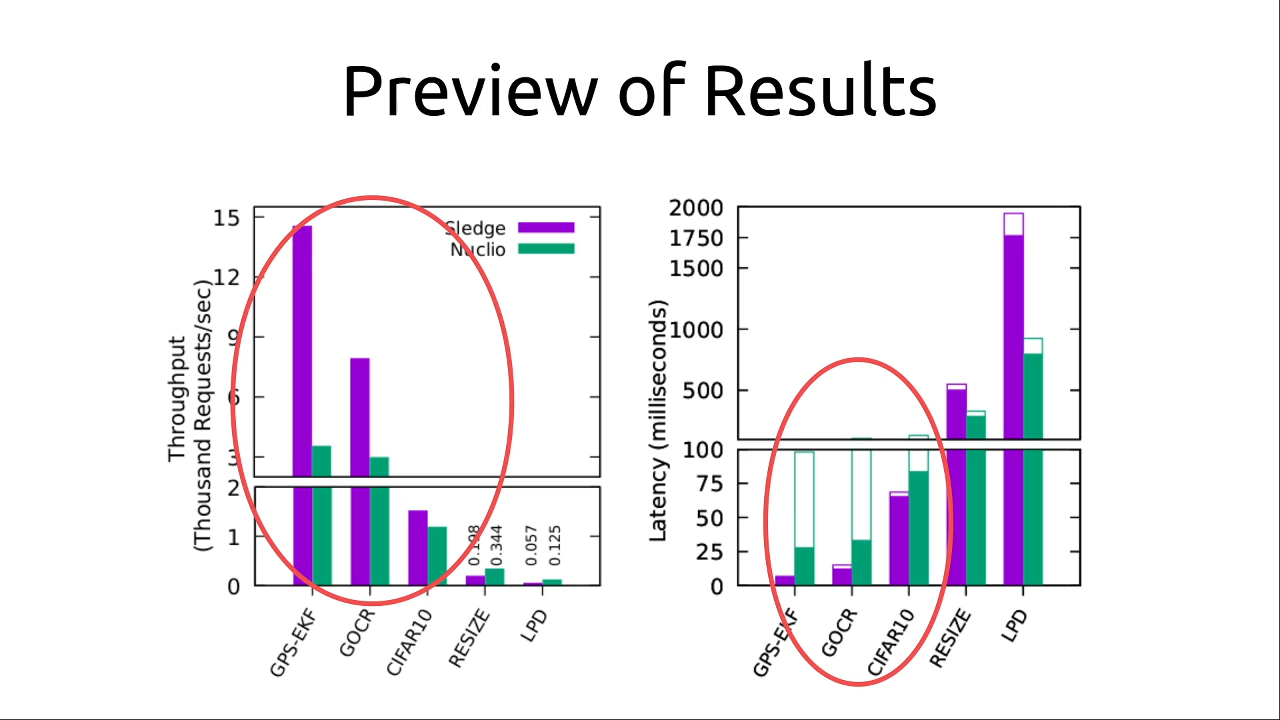 Preview of Results
Throughput
(Thousand Requests/sec)
15
12
9
6
3
2
1
0
Sledge
Nuclio
0.198
0.344
0.057
0.125
GPS-EKF
GOCR
CIFAR10
RESIZE
LPD
Latency (milliseconds)
2000
1750
1500
1000
500
100
75
50
25
0
GPS-EKF
GOCR
CIFAR10
RESIZE
LPD